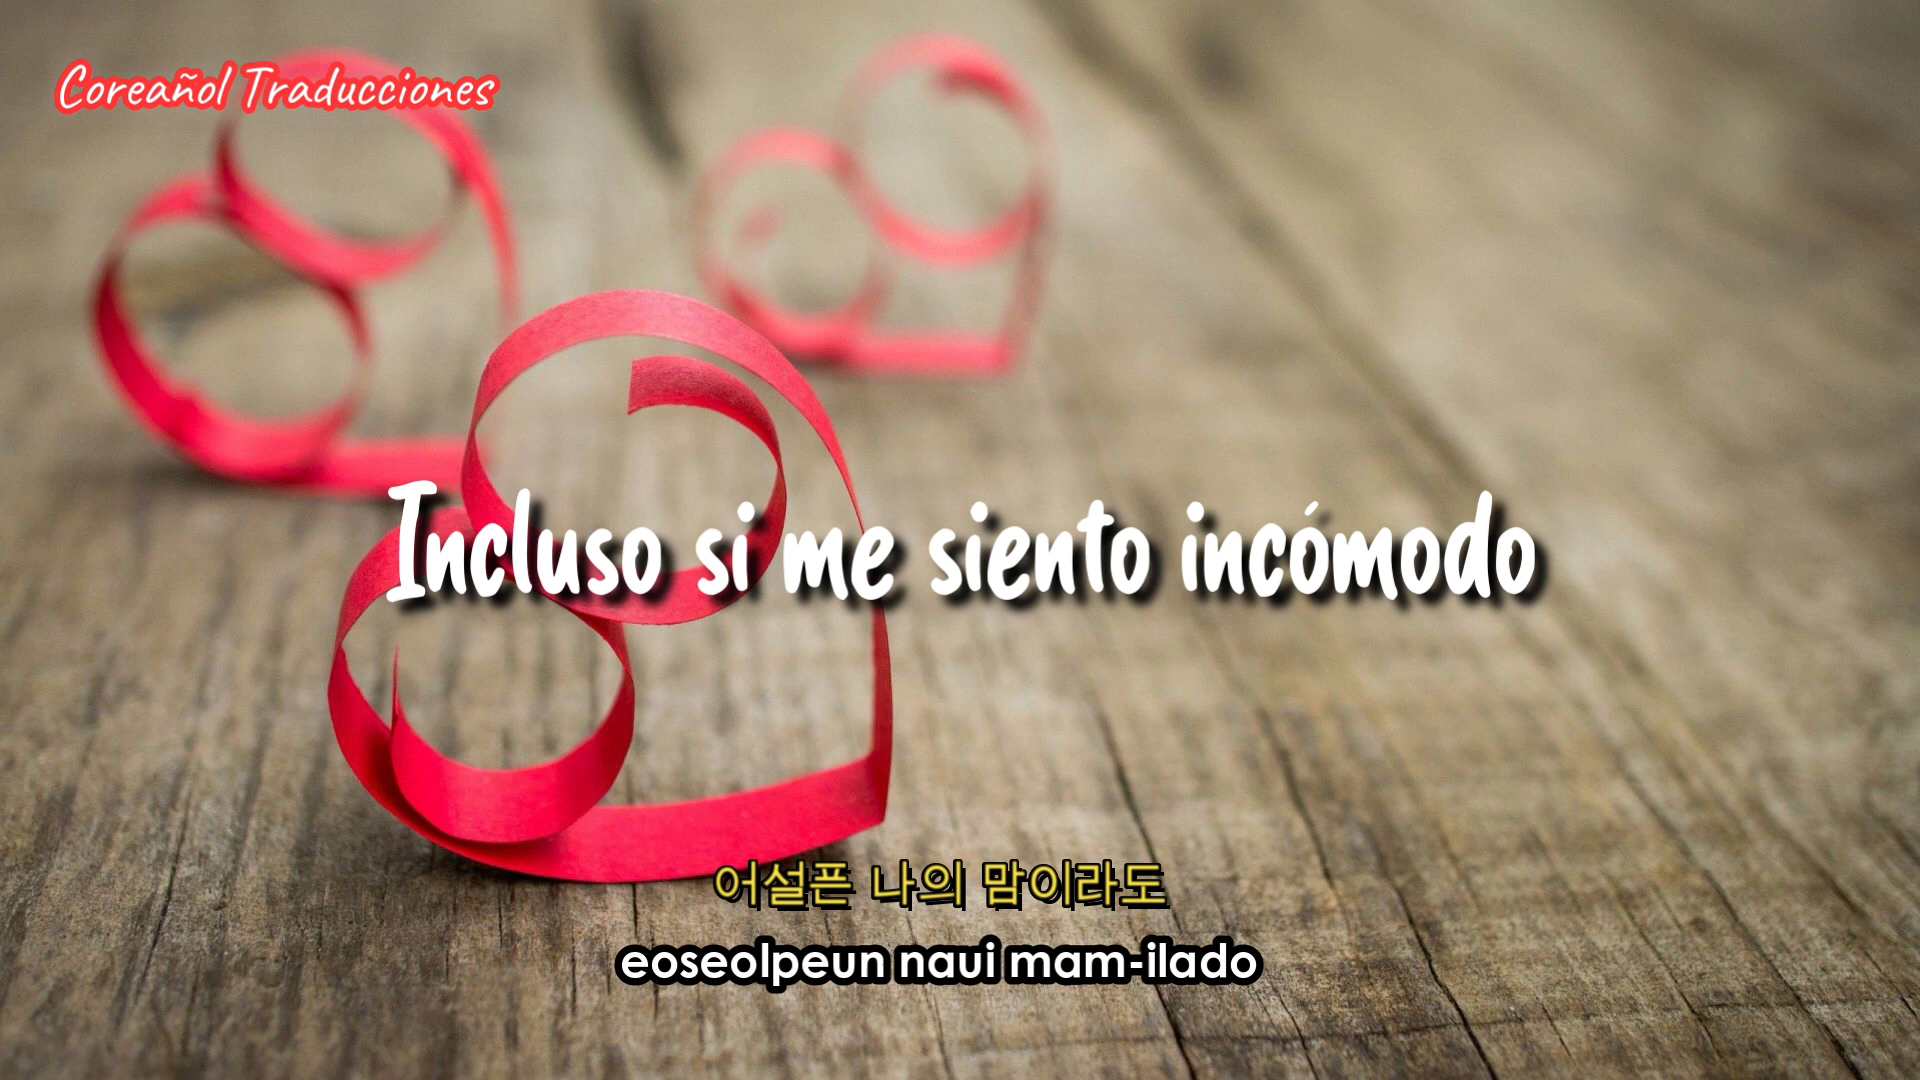 Coreañol Traducciones
Incluso si me siento incómodo
어설픈 나의 맘이라도
eoseolpeun naui mam-ilado